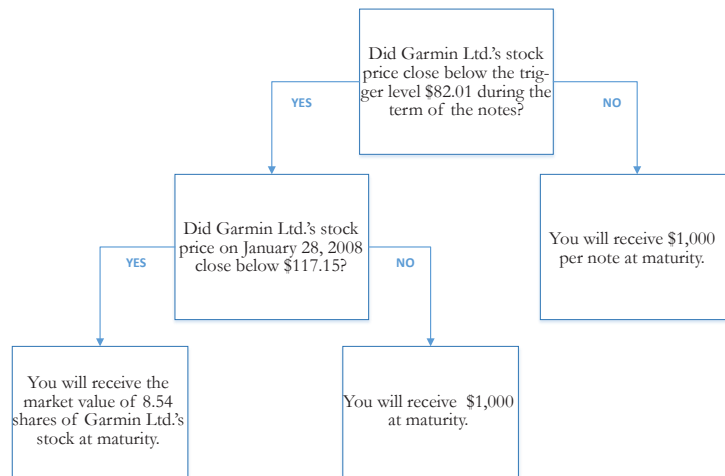 Did Garmin Ltd.'s stock
price close below the trig-
ger level $82.01 during the
term of the notes?
YES
NO
Did Garmin Ltd.'s stock
price on January 28, 2008
close below $117.15?
You will receive $1,000
per note at maturity.
YES
NO
You will receive the
market value of 8.54
shares of Garmin Ltd.'s
stock at maturity.
You will receive $1,000
at maturity.